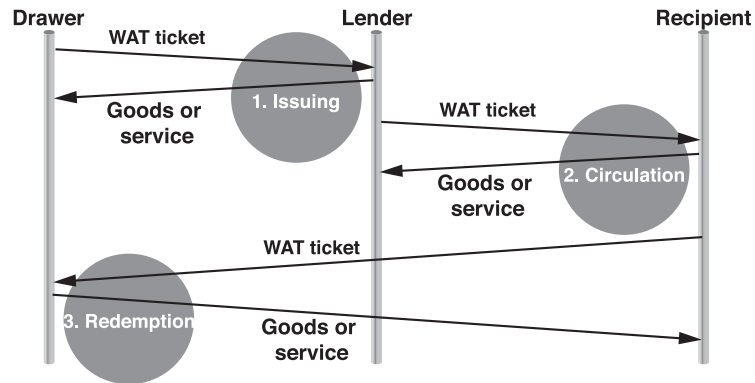 Drawer
Lender
Recipient
WAT ticket
1. Issuing
Goods or
service
WAT ticket
2. Circulation
Goods or
service
WAT ticket
3. Redemption
Goods or
service